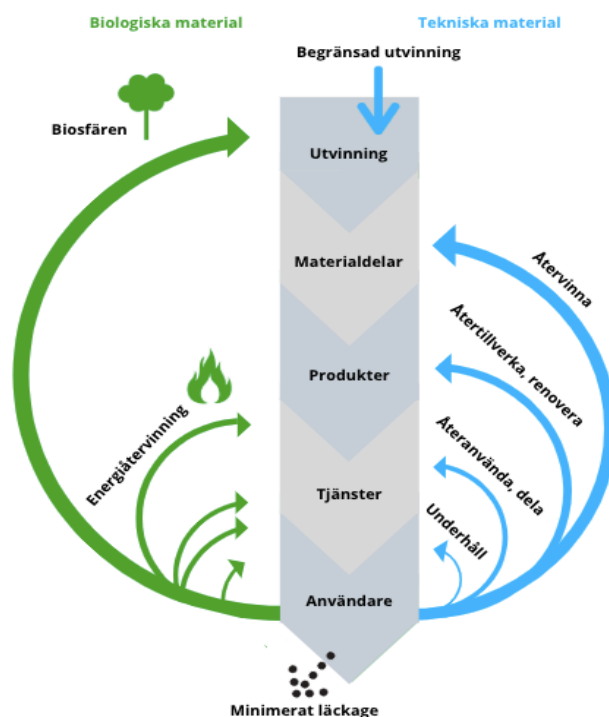 Biologiska material
Tekniska material
Begränsad utvinning
Biosfären
Utvinning
Materialdelar
Återvinna
Återtillverka, renovera
Produkter
Energiåtervinning
Återanvända, dela
Tjänster
Underhåll
Användare
Minimerat läckage